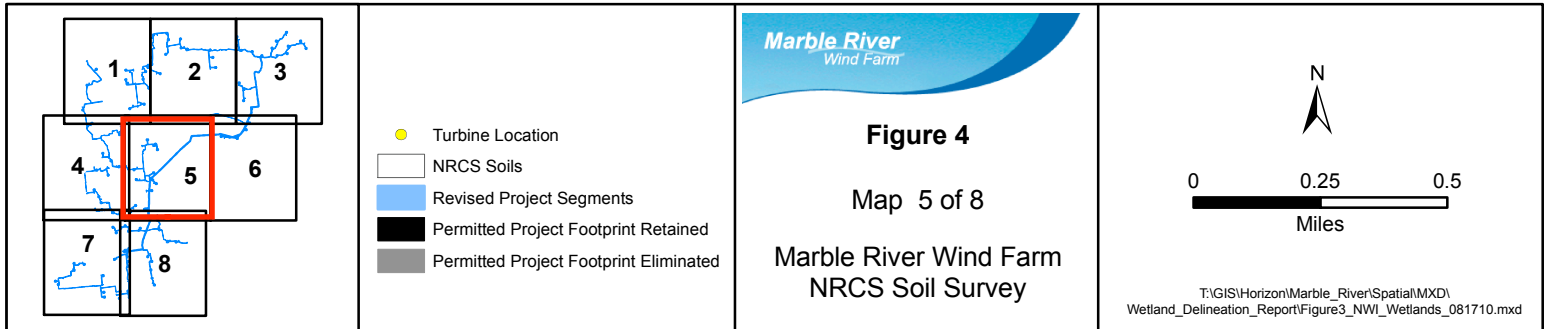 1
2
3
4
5
6
7
8
Turbine Location
NRCS Soils
Revised Project Segments
Permitted Project Footprint Retained
Permitted Project Footprint Eliminated
Marble River
Wind Farm
Figure 4
Map 5 of 8
Marble River Wind Farm
NRCS Soil Survey
N
0 0.25 0.5
Miles
T:\GIS\Horizon\Marble_River\Spatial\MXD\
Wetland_Delineation_Report\Figure3_NWI_Wetlands_081710.mxd